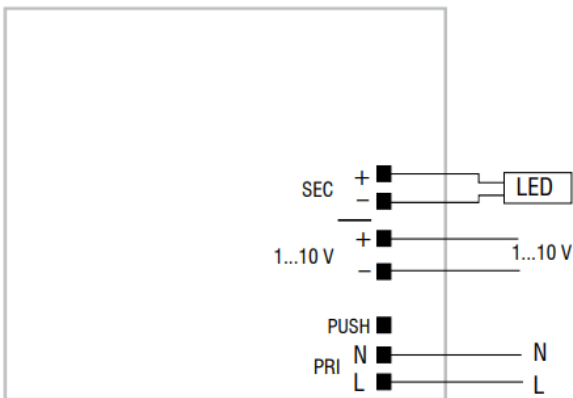 SEC + − LED
1...10 V + − 1...10 V
PUSH
PRI N N
L L